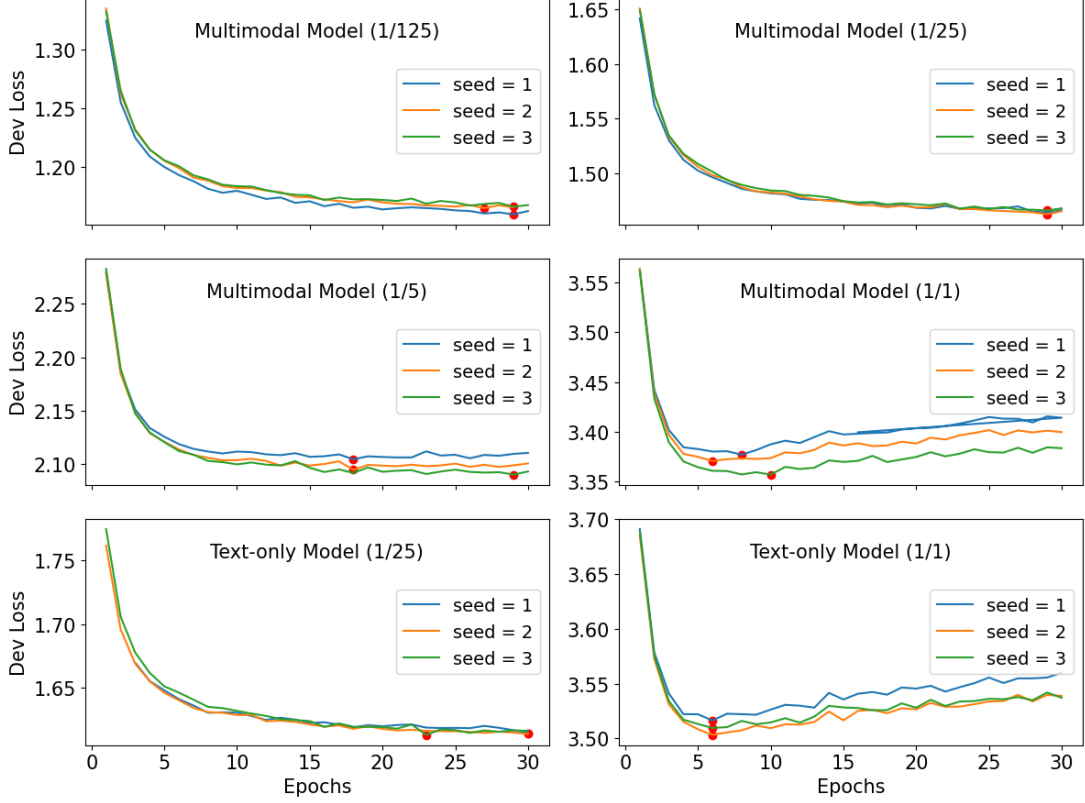 Multimodal Model (1/125)
Dev Loss
1.30
1.25
1.20
seed = 1
seed = 2
seed = 3
Multimodal Model (1/25)
1.65
1.60
1.55
1.50
seed = 1
seed = 2
seed = 3
Multimodal Model (1/5)
Dev Loss
2.25
2.20
2.15
2.10
seed = 1
seed = 2
seed = 3
Multimodal Model (1/1)
3.55
3.50
3.45
3.40
3.35
seed = 1
seed = 2
seed = 3
Text-only Model (1/25)
Dev Loss
1.75
1.70
1.65
seed = 1
seed = 2
seed = 3
0 5 10 15 20 25 30
Epochs
Text-only Model (1/1)
3.70
3.65
3.60
3.55
3.50
seed = 1
seed = 2
seed = 3
0 5 10 15 20 25 30
Epochs